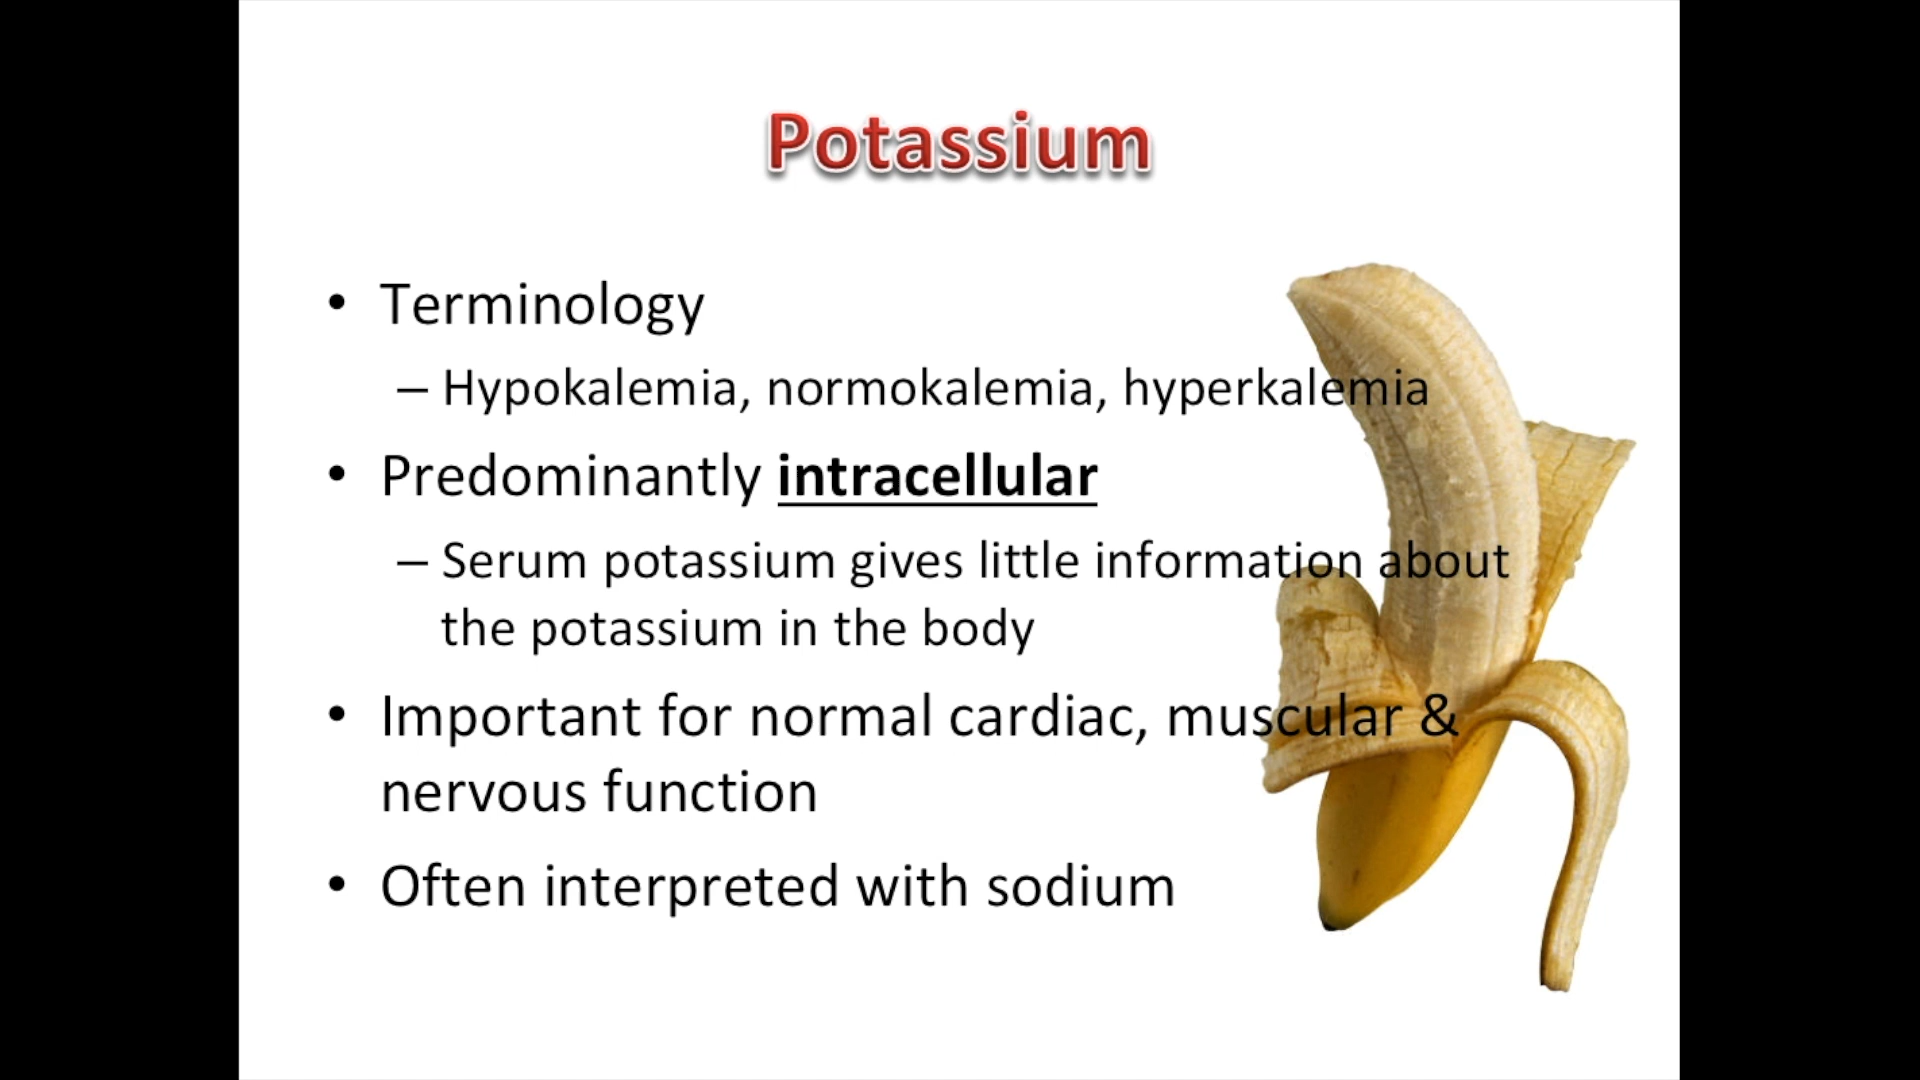 Potassium
• Terminology
– Hypokalemia, normokalemia, hyperkalemia
• Predominantly intracellular
– Serum potassium gives little information about
the potassium in the body
• Important for normal cardiac, muscular &
nervous function
• Often interpreted with sodium